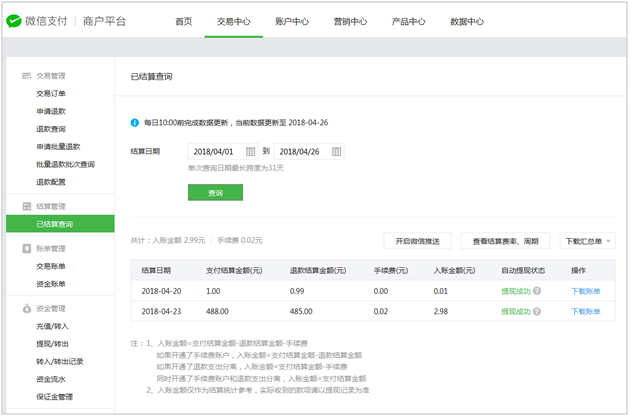 微信支付 | 商户平台
首页 交易中心 账户中心 营销中心 产品中心 数据中心
交易管理
交易订单
申请退款
退款查询
申请批量退款
批量退款批次查询
退款配置
结算管理
已结算查询
账单管理
交易账单
资金账单
资金管理
充值/转入
提现/转出
转入/转出记录
资金流水
保证金管理
已结算查询
每日10:00前完成数据更新，当前数据更新至 2018-04-26
结算日期 2018/04/01 到 2018/04/26
单次查询日期最长跨度为31天
查询
共计：入账金额 2.99元 | 手续费 0.02元 开启微信推送 查看结算费率、周期 下载汇总单
结算日期 支付结算金额(元) 退款结算金额(元) 手续费(元) 入账金额(元) 自动提现状态 操作
2018-04-20 1.00 0.99 0.00 0.01 提现成功 ? 下载账单
2018-04-23 488.00 485.00 0.02 2.98 提现成功 ? 下载账单
注：1、入账金额=支付结算金额-退款结算金额-手续费
如果开通了手续费账户，入账金额=支付结算金额-退款结算金额
如果开通了退款支出分离，入账金额=支付结算金额-手续费
同时开通了手续费账户和退款支出分离，入账金额=支付结算金额
2、入账金额仅作为结算统计参考，实际收到的款项请以提现记录为准